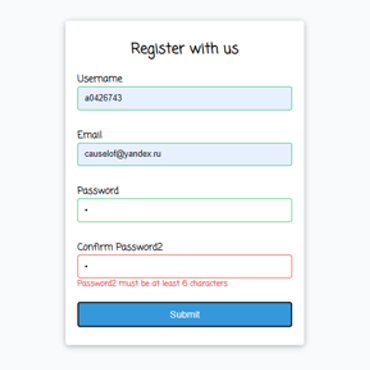 Register with us
Username
a0426743
Email
causelof@yandex.ru
Password
Confirm Password2
Password2 must be at least 6 characters
Submit